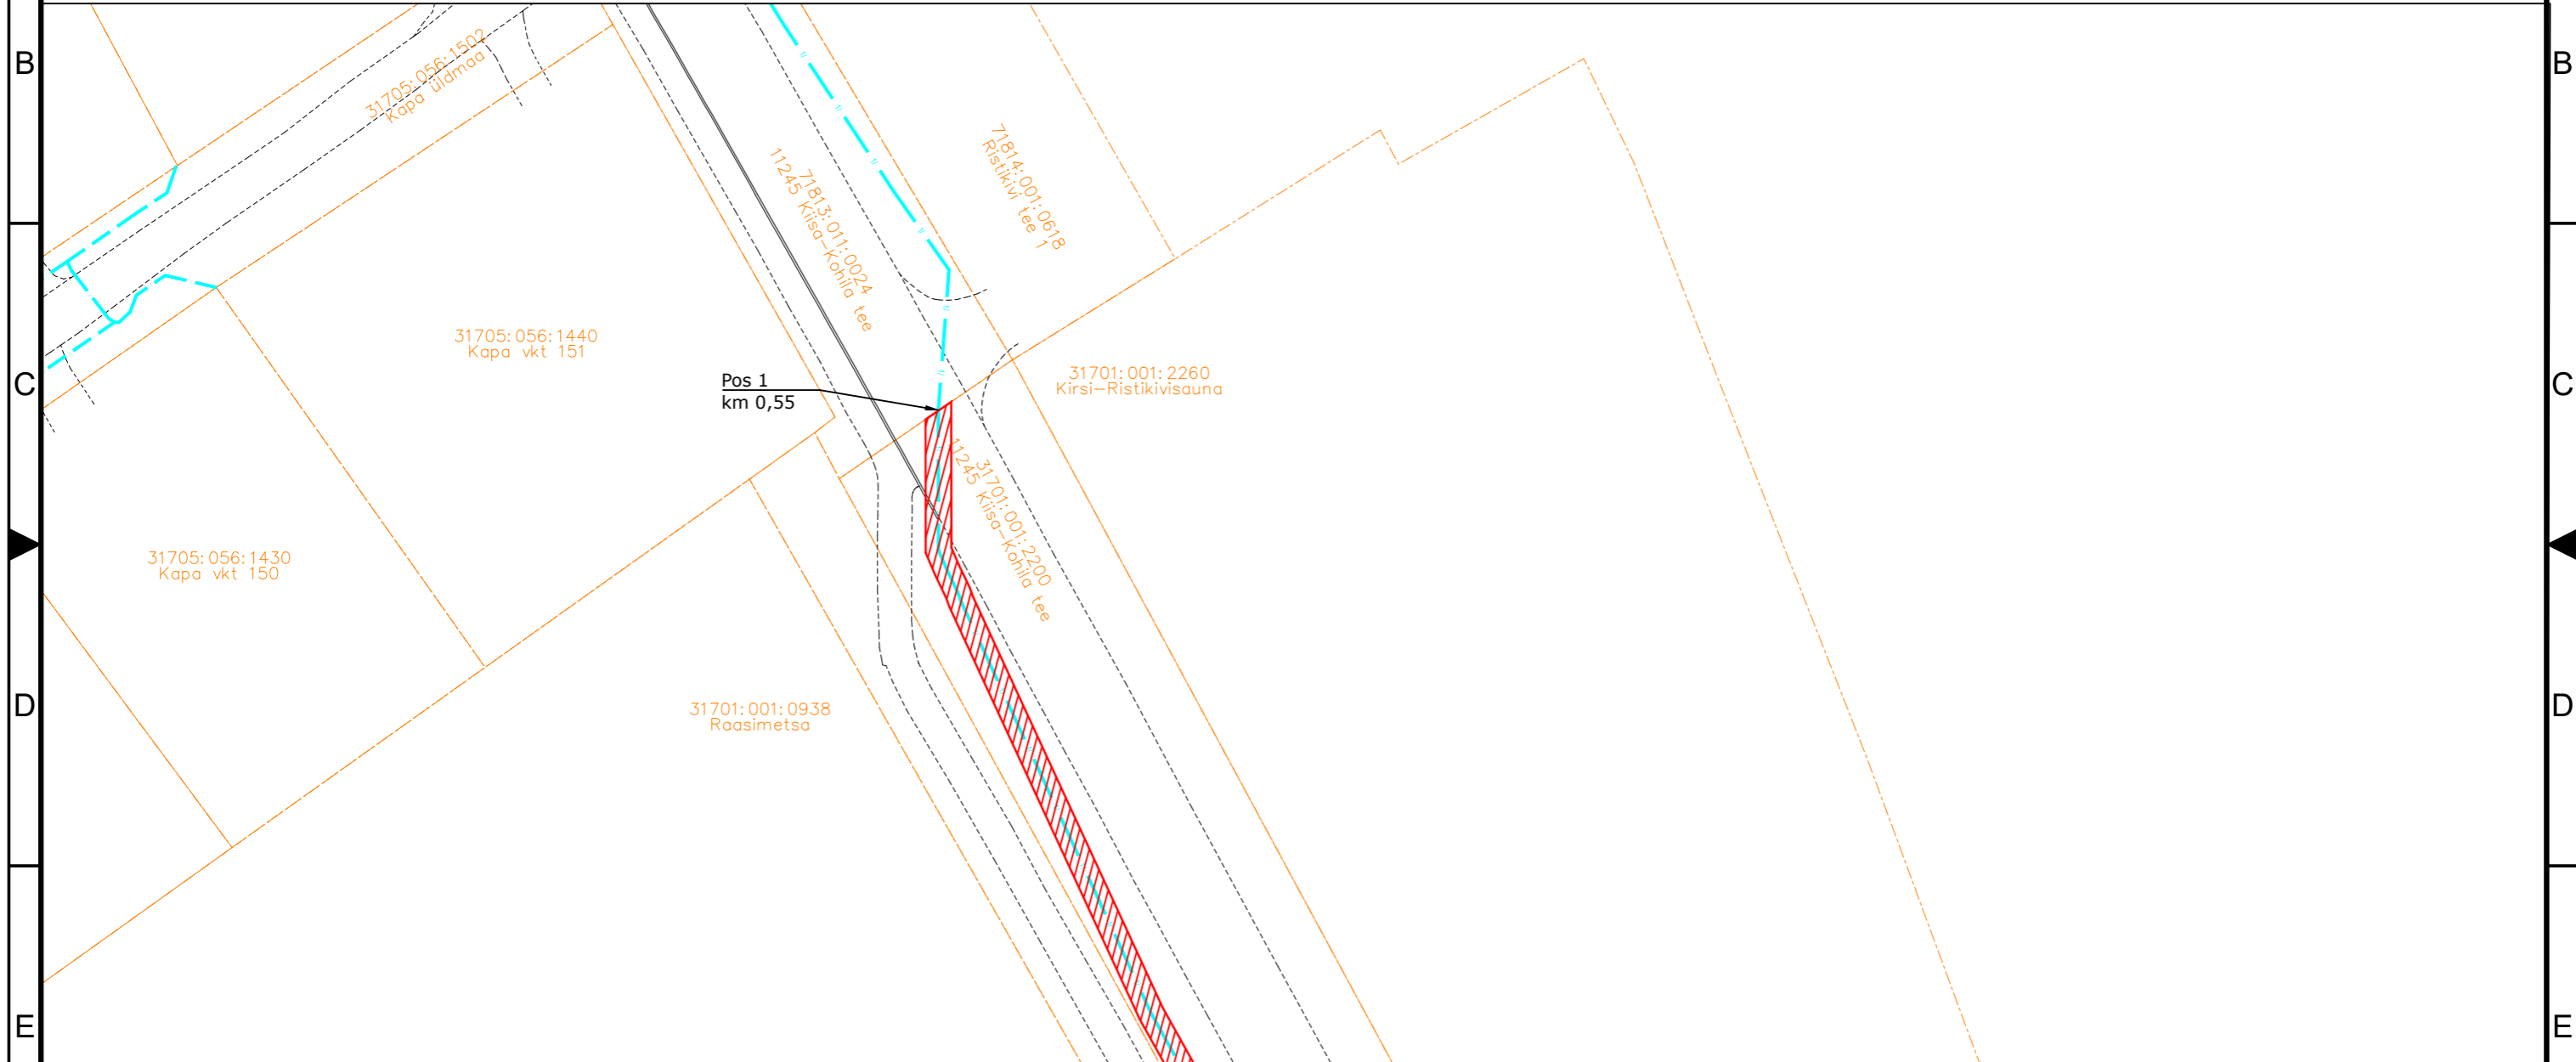 B
B
31705:056:1502
Kapa üldmaa
71814:001:0618
Ristikivi tee 1
71813:011:0024
11245 Kiisa-Kohila tee
31705:056:1440
Kapa vkt 151
Pos 1
km 0,55
31701:001:2260
Kirsi-Ristikivisauna
C
C
31701:001:2200
11245 Kiisa-Kohila tee
31705:056:1430
Kapa vkt 150
31701:001:0938
Raasimetsa
D
D
E
E